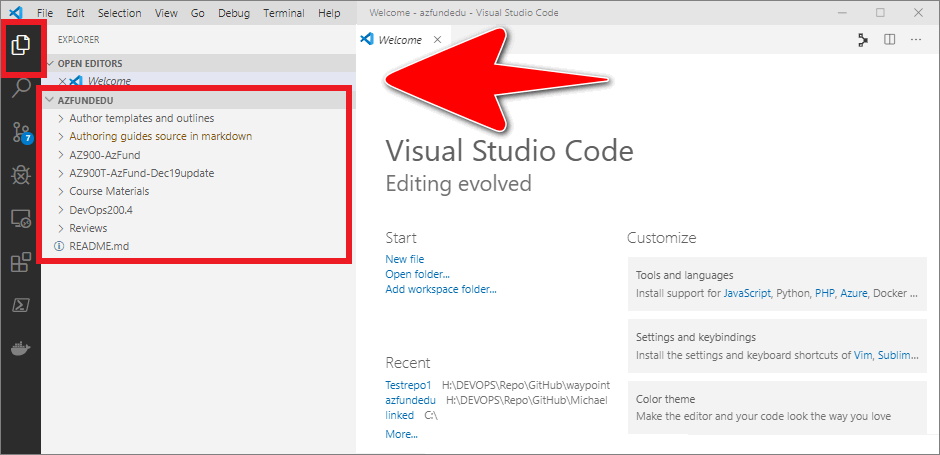 File Edit Selection View Go Debug Terminal Help Welcome - azfundedu - Visual Studio Code
EXPLORER
OPEN EDITORS
Welcome
AZFUNDEDU
Author templates and outlines
Authoring guides source in markdown
AZ900-AzFund
AZ900T-AzFund-Dec19update
Course Materials
DevOps200.4
Reviews
README.md
7
Welcome
Visual Studio Code
Editing evolved
Start
New file
Open folder...
Add workspace folder...
Recent
Testrepo1 H:\DEVOPS\Repo\GitHub\waypoint
azfundedu H:\DEVOPS\Repo\GitHub\Michael
linked C:\
More...
Customize
Tools and languages
Install support for JavaScript, Python, PHP, Azure, Docker ...
Settings and keybindings
Install the settings and keyboard shortcuts of Vim, Sublim...
Color theme
Make the editor and your code look the way you love